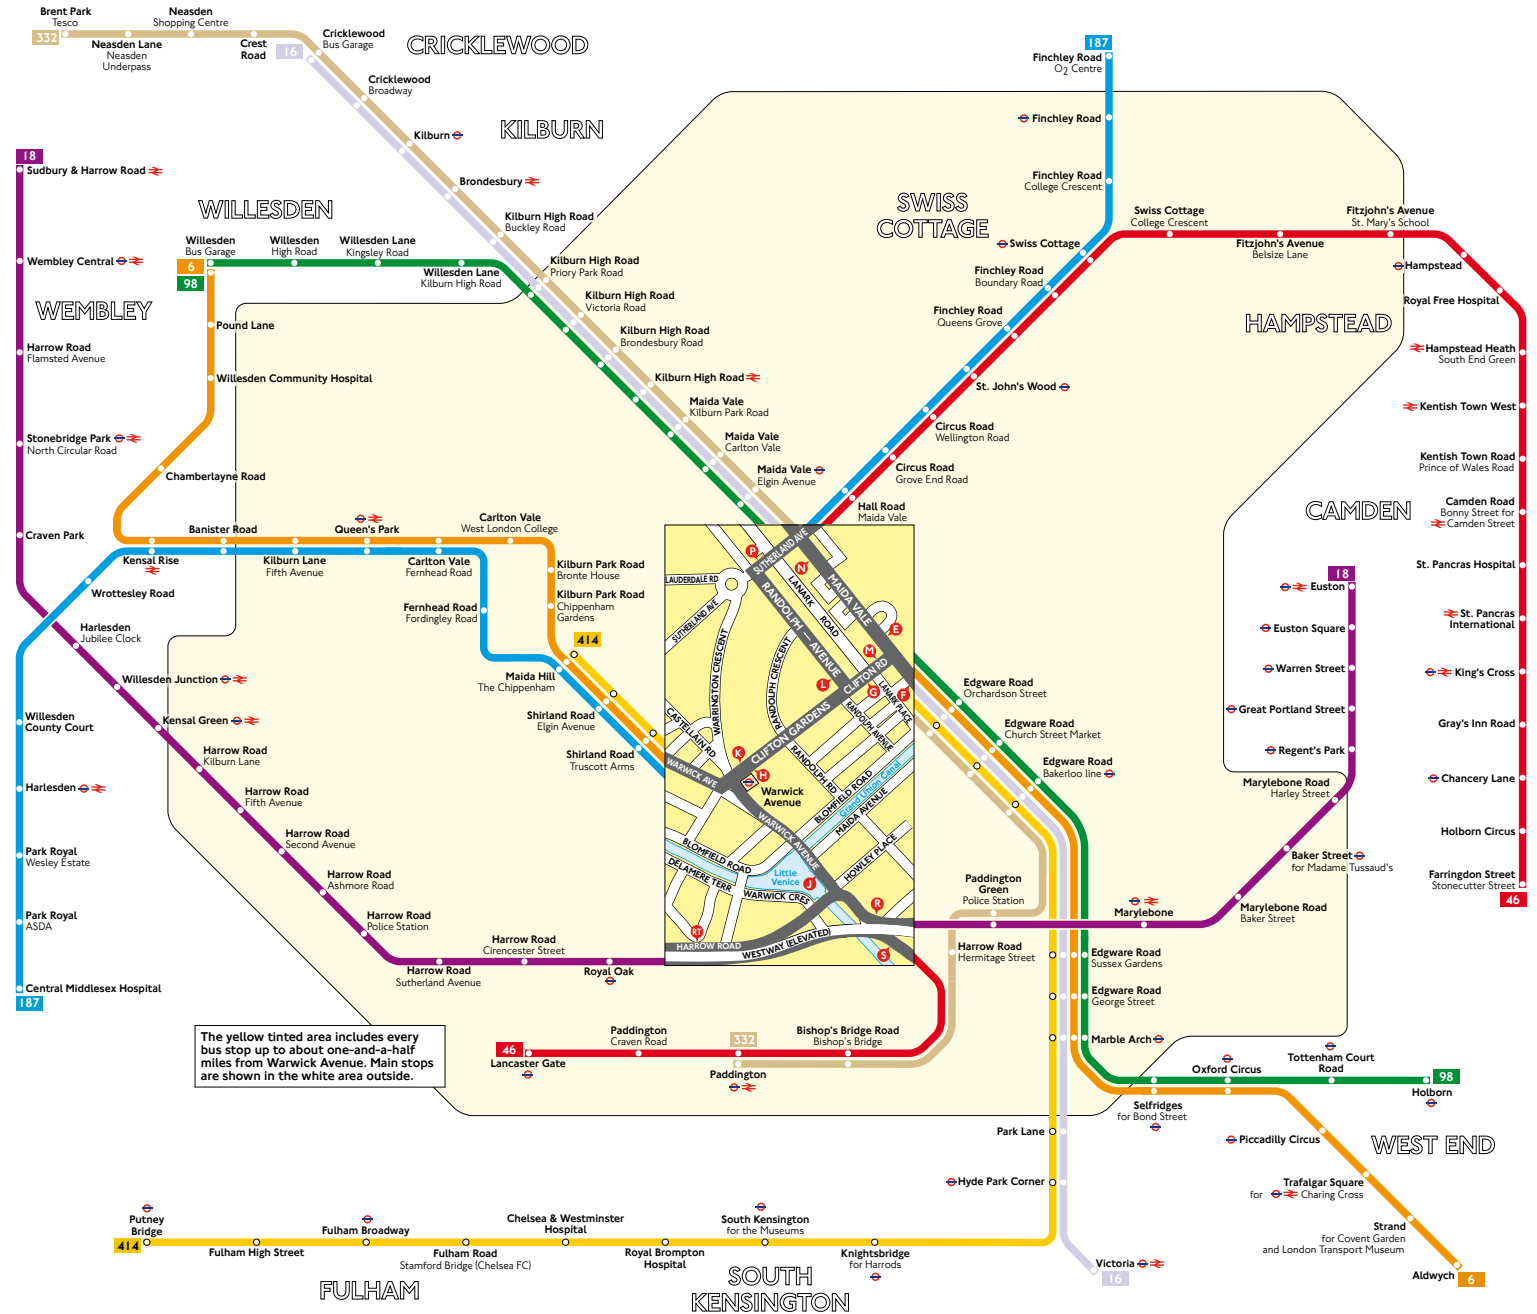 Brent Park
Tesco
332
Neasden Lane
Neasden
Underpass
Neasden
Shopping Centre
Crest
Road
16
Cricklewood
Bus Garage
CRICKLEWOOD
Cricklewood
Broadway
Kilburn
KILBURN
Brondesbury
Kilburn High Road
Buckley Road
Kilburn High Road
Priory Park Road
Kilburn High Road
Victoria Road
Kilburn High Road
Brondesbury Road
Kilburn High Road
Maida Vale
Kilburn Park Road
Maida Vale
Carlton Vale
Maida Vale
Elgin Avenue
187
Finchley Road
O2 Centre
Finchley Road
Finchley Road
College Crescent
SWISS
COTTAGE
Swiss Cottage
Finchley Road
Boundary Road
Finchley Road
Queens Grove
St. John's Wood
Circus Road
Wellington Road
Circus Road
Grove End Road
Hall Road
Maida Vale
Swiss Cottage
College Crescent
Fitzjohn's Avenue
Belsize Lane
Fitzjohn's Avenue
St. Mary's School
Hampstead
Royal Free Hospital
HAMPSTEAD
Hampstead Heath
South End Green
Kentish Town West
Kentish Town Road
Prince of Wales Road
Camden Road
Bonny Street for
Camden Street
CAMDEN
St. Pancras Hospital
St. Pancras
International
King's Cross
Gray's Inn Road
Chancery Lane
Holborn Circus
Farringdon Street
Stonecutter Street
46
18
Euston
Euston Square
Warren Street
Great Portland Street
Regent's Park
Marylebone Road
Harley Street
Baker Street
for Madame Tussaud's
Marylebone Road
Baker Street
Marylebone
18
Sudbury & Harrow Road
Wembley Central
WEMBLEY
Harrow Road
Flamsted Avenue
Stonebridge Park
North Circular Road
Craven Park
Harlesden
Jubilee Clock
Willesden Junction
Kensal Green
Harrow Road
Kilburn Lane
Harrow Road
Fifth Avenue
Harrow Road
Second Avenue
Harrow Road
Ashmore Road
Harrow Road
Police Station
Harrow Road
Sutherland Avenue
Harrow Road
Cirencester Street
Royal Oak
WILLESDEN
Willesden
Bus Garage
6
98
Willesden
High Road
Willesden Lane
Kingsley Road
Willesden Lane
Kilburn High Road
Pound Lane
Willesden Community Hospital
Chamberlayne Road
Banister Road
Queen's Park
Carlton Vale
West London College
Kensal Rise
Kilburn Lane
Fifth Avenue
Carlton Vale
Fernhead Road
Wrottesley Road
Kilburn Park Road
Bronte House
Kilburn Park Road
Chippenham
Gardens
Fernhead Road
Fordingley Road
414
Maida Hill
The Chippenham
Shirland Road
Elgin Avenue
Shirland Road
Truscott Arms
Willesden
County Court
Harlesden
Park Royal
Wesley Estate
Park Royal
ASDA
Central Middlesex Hospital
187
P
SUTHERLAND AVE
N
LAUDERDALE RD
LANARK
ROAD
MAIDA VALE
RANDOLPH — AVENUE
SUTHERLAND AVE
E
M
WARRINGTON CRESCENT
RANDOLPH CRESCENT
CLIFTON RD
L
G
F
LANARK PLACE
CASTELLAIN RD
CLIFTON GARDENS
RANDOLPH AVENUE
K
H
WARWICK AVE
RANDOLPH RD
Warwick
Avenue
BLOMFIELD ROAD
Grand Union Canal
MAIDA AVENUE
WARWICK AVENUE
BLOMFIELD ROAD
HOWLEY PLACE
DELAMERE TERR
Little
Venice
J
WARWICK CRES
R
RT
HARROW ROAD
WESTWAY (ELEVATED)
S
Edgware Road
Orchardson Street
Edgware Road
Church Street Market
Edgware Road
Bakerloo line
Paddington
Green
Police Station
Harrow Road
Hermitage Street
Edgware Road
Sussex Gardens
Edgware Road
George Street
Marble Arch
The yellow tinted area includes every
bus stop up to about one-and-a-half
miles from Warwick Avenue. Main stops
are shown in the white area outside.
46
Lancaster Gate
Paddington
Craven Road
332
Paddington
Bishop's Bridge Road
Bishop's Bridge
Oxford Circus
Tottenham Court
Road
98
Holborn
Selfridges
for Bond Street
Park Lane
Piccadilly Circus
WEST END
Hyde Park Corner
Trafalgar Square
for Charing Cross
Strand
for Covent Garden
and London Transport Museum
Aldwych
6
Victoria
16
Putney
Bridge
414
Fulham High Street
Fulham Broadway
Fulham Road
Stamford Bridge (Chelsea FC)
Chelsea & Westminster
Hospital
Royal Brompton
Hospital
South Kensington
for the Museums
Knightsbridge
for Harrods
FULHAM
SOUTH
KENSINGTON